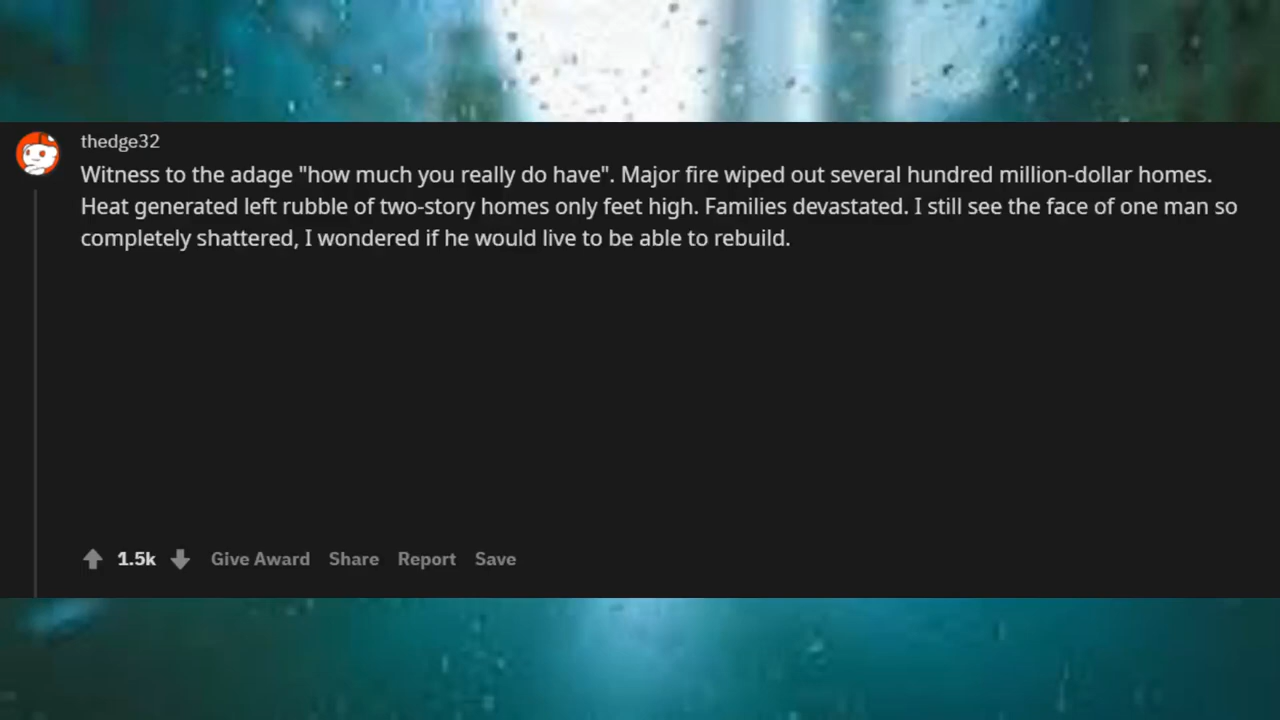 thedge32
Witness to the adage "how much you really do have". Major fire wiped out several hundred million-dollar homes.
Heat generated left rubble of two-story homes only feet high. Families devastated. I still see the face of one man so
completely shattered, I wondered if he would live to be able to rebuild.
1.5k Give Award Share Report Save